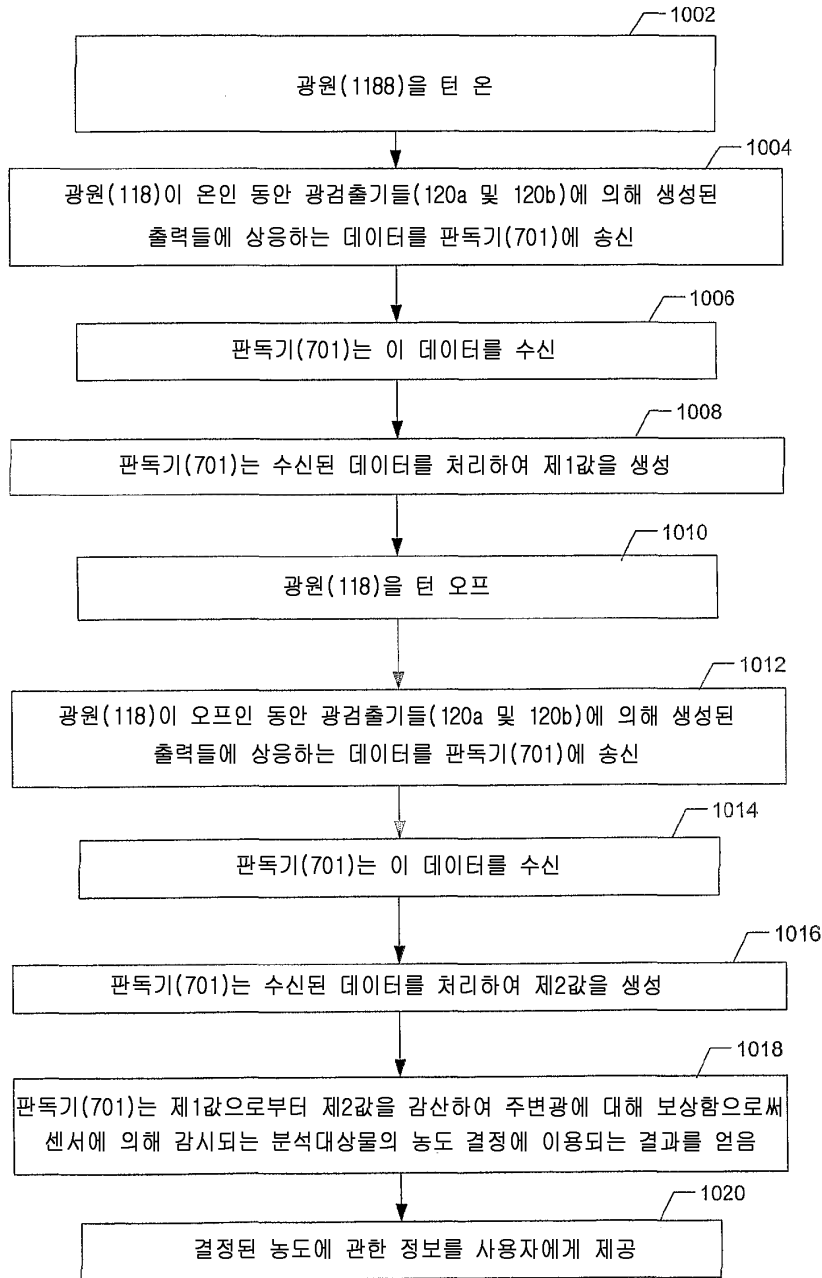 1002
광원(1188)을 턴 온
1004
광원(118)이 온인 동안 광검출기들(120a 및 120b)에 의해 생성된
출력들에 상응하는 데이터를 판독기(701)에 송신
1006
판독기(701)는 이 데이터를 수신
1008
판독기(701)는 수신된 데이터를 처리하여 제1값을 생성
1010
광원(118)을 턴 오프
1012
광원(118)이 오프인 동안 광검출기들(120a 및 120b)에 의해 생성된
출력들에 상응하는 데이터를 판독기(701)에 송신
1014
판독기(701)는 이 데이터를 수신
1016
판독기(701)는 수신된 데이터를 처리하여 제2값을 생성
1018
판독기(701)는 제1값으로부터 제2값을 감산하여 주변광에 대해 보상함으로써
센서에 의해 감시되는 분석대상물의 농도 결정에 이용되는 결과를 얻음
1020
결정된 농도에 관한 정보를 사용자에게 제공